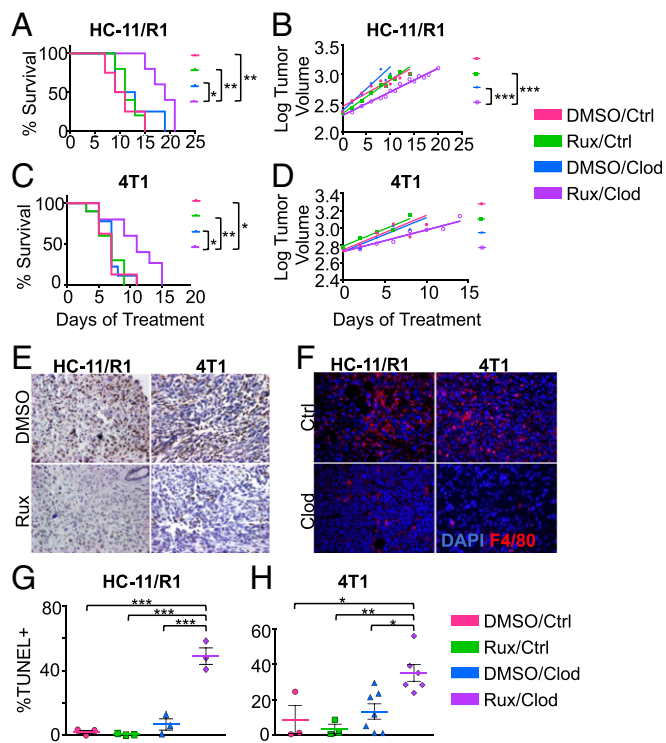 A HC-11/R1
% Survival
100
50
0
0 5 10 15 20 25
* ** **
B HC-11/R1
Log Tumor
Volume
3.5
3.0
2.5
2.0
0 5 10 15 20 25
*** ***
DMSO/Ctrl
Rux/Ctrl
DMSO/Clod
Rux/Clod
C 4T1
% Survival
100
50
0
0 5 10 15 20
Days of Treatment
* ** *
D 4T1
Log Tumor
Volume
3.4
3.2
3.0
2.8
2.6
2.4
0 5 10 15
Days of Treatment
E HC-11/R1 4T1
DMSO
Rux
F HC-11/R1 4T1
Ctrl
Clod
DAPI F4/80
G HC-11/R1
%TUNEL+
80
40
0
***
***
***
H 4T1
60
40
20
0
*
**
*
DMSO/Ctrl
Rux/Ctrl
DMSO/Clod
Rux/Clod